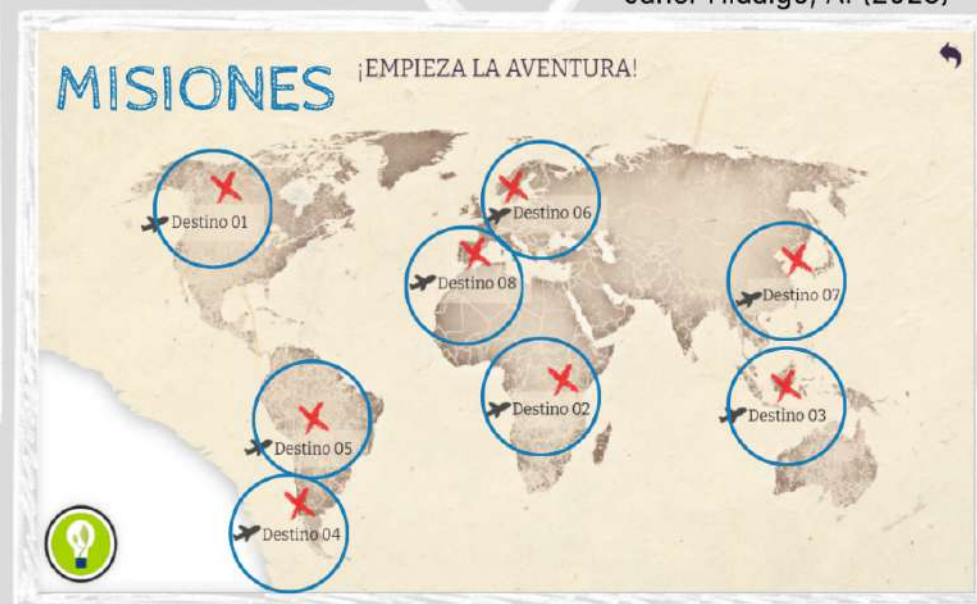 MISIONES
¡EMPIEZA LA AVENTURA!
Destino 01
Destino 06
Destino 08
Destino 07
Destino 02
Destino 03
Destino 05
Destino 04